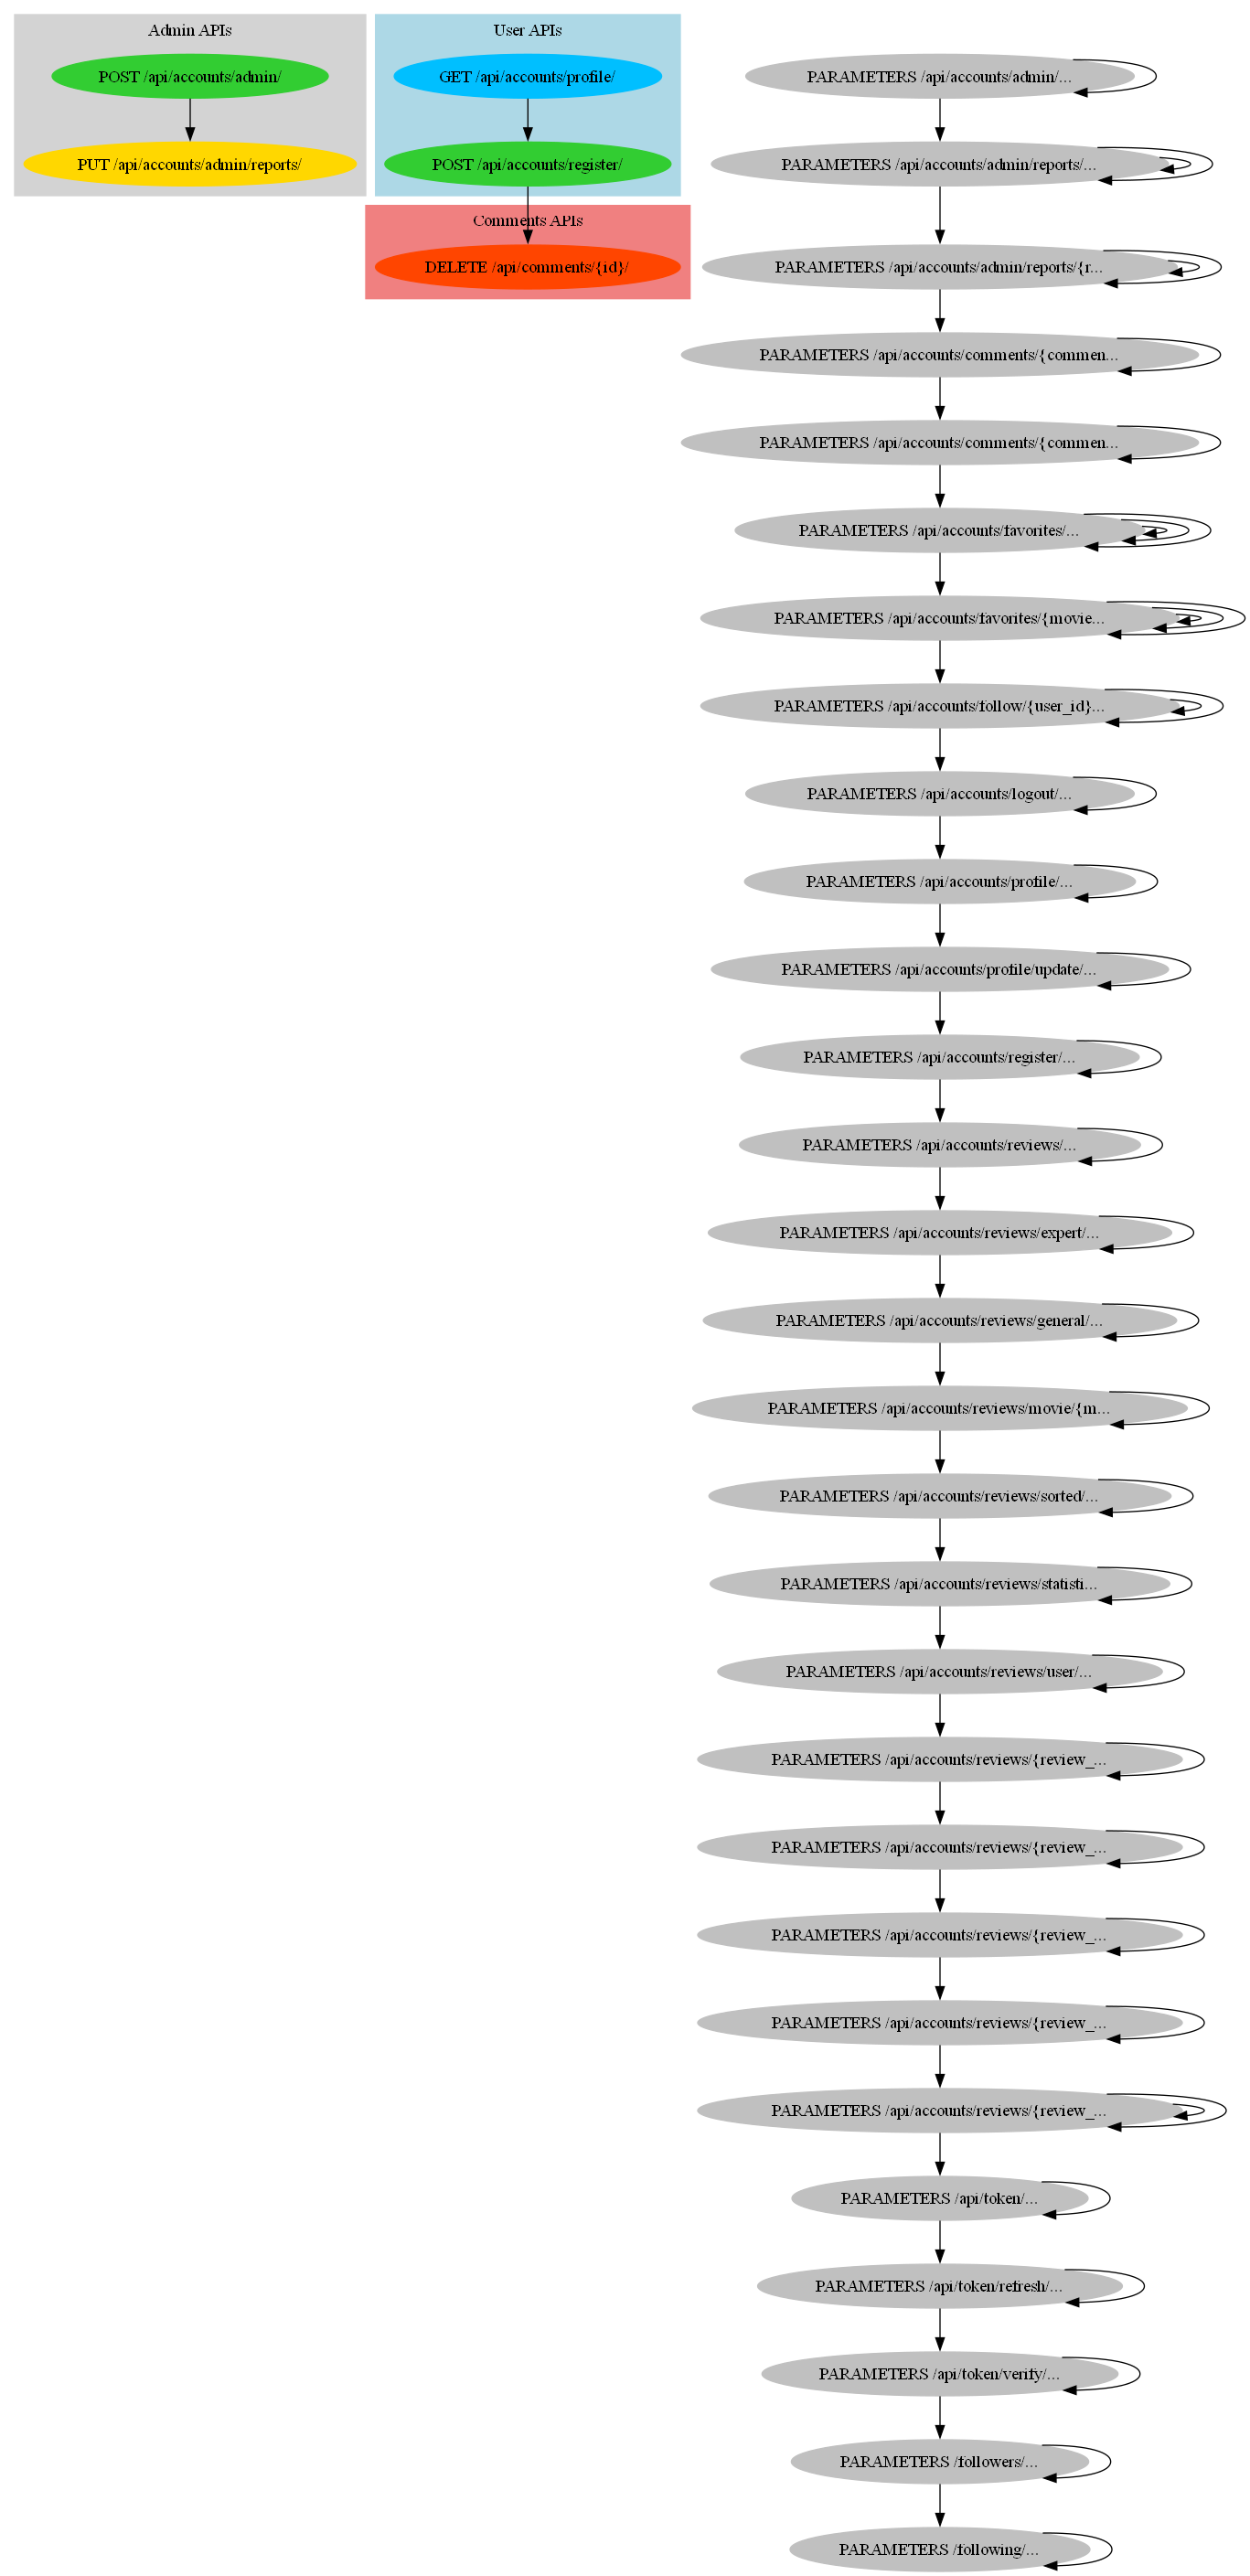 Admin APIs
POST /api/accounts/admin/
PUT /api/accounts/admin/reports/
User APIs
GET /api/accounts/profile/
POST /api/accounts/register/
Comments APIs
DELETE /api/comments/{id}/
PARAMETERS /api/accounts/admin/...
PARAMETERS /api/accounts/admin/reports/...
PARAMETERS /api/accounts/admin/reports/{r...
PARAMETERS /api/accounts/comments/{commen...
PARAMETERS /api/accounts/comments/{commen...
PARAMETERS /api/accounts/favorites/...
PARAMETERS /api/accounts/favorites/{movie...
PARAMETERS /api/accounts/follow/{user_id}...
PARAMETERS /api/accounts/logout/...
PARAMETERS /api/accounts/profile/...
PARAMETERS /api/accounts/profile/update/...
PARAMETERS /api/accounts/register/...
PARAMETERS /api/accounts/reviews/...
PARAMETERS /api/accounts/reviews/expert/...
PARAMETERS /api/accounts/reviews/general/...
PARAMETERS /api/accounts/reviews/movie/{m...
PARAMETERS /api/accounts/reviews/sorted/...
PARAMETERS /api/accounts/reviews/statisti...
PARAMETERS /api/accounts/reviews/user/...
PARAMETERS /api/accounts/reviews/{review_...
PARAMETERS /api/accounts/reviews/{review_...
PARAMETERS /api/accounts/reviews/{review_...
PARAMETERS /api/accounts/reviews/{review_...
PARAMETERS /api/accounts/reviews/{review_...
PARAMETERS /api/token/...
PARAMETERS /api/token/refresh/...
PARAMETERS /api/token/verify/...
PARAMETERS /followers/...
PARAMETERS /following/...